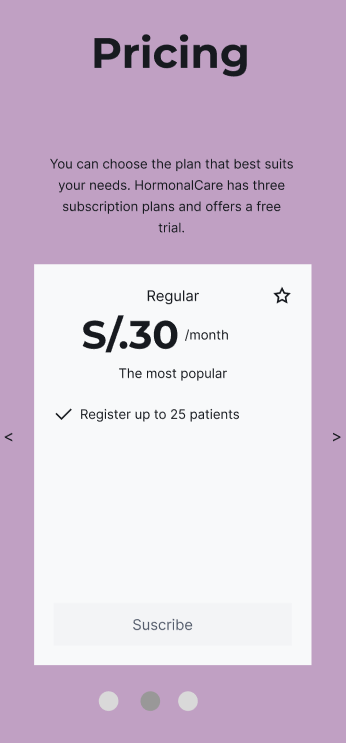 Pricing
You can choose the plan that best suits
your needs. HormonalCare has three
subscription plans and offers a free
trial.
Regular
S/.30 /month
The most popular
Register up to 25 patients
<
>
Suscribe